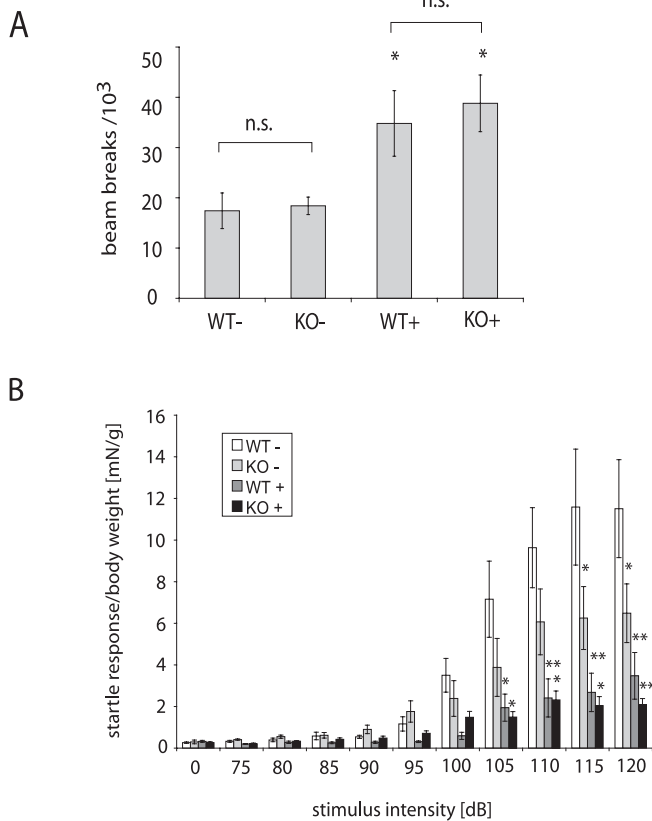 A
n.s.
* *
n.s.
beam breaks /10³
50
40
30
20
10
0
WT- KO- WT+ KO+
B
startle response/body weight [mN/g]
16
14
12
10
8
6
4
2
0
WT -
KO -
WT +
KO +
* *
** ** **
* * **
* *
0 75 80 85 90 95 100 105 110 115 120
stimulus intensity [dB]